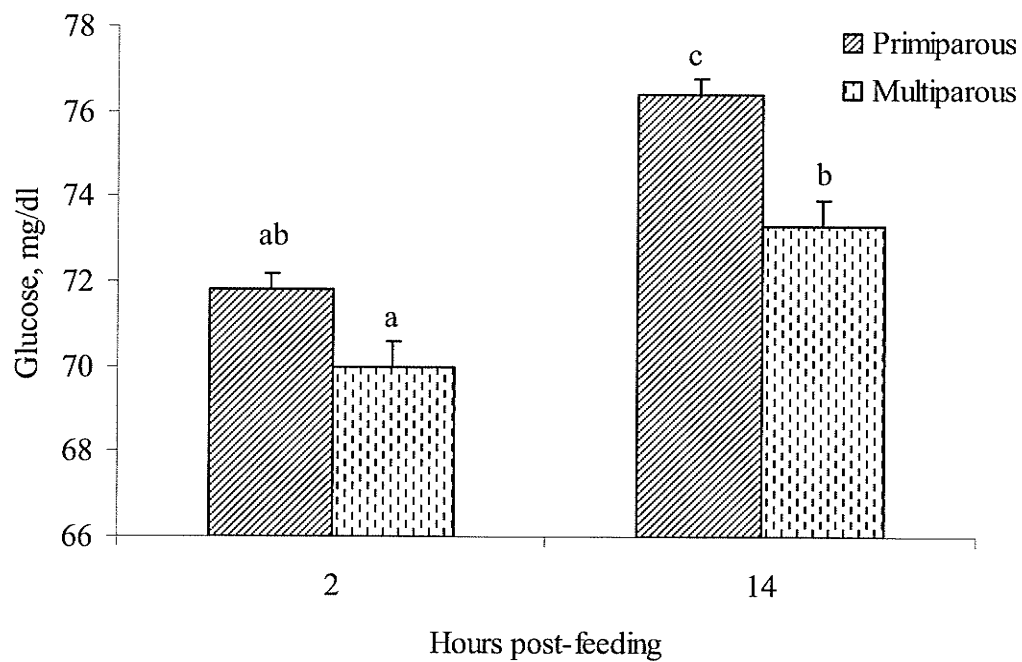 78
76
74
72
70
68
66
Glucose, mg/dl
Primiparous
Multiparous
ab
a
c
b
2
14
Hours post-feeding